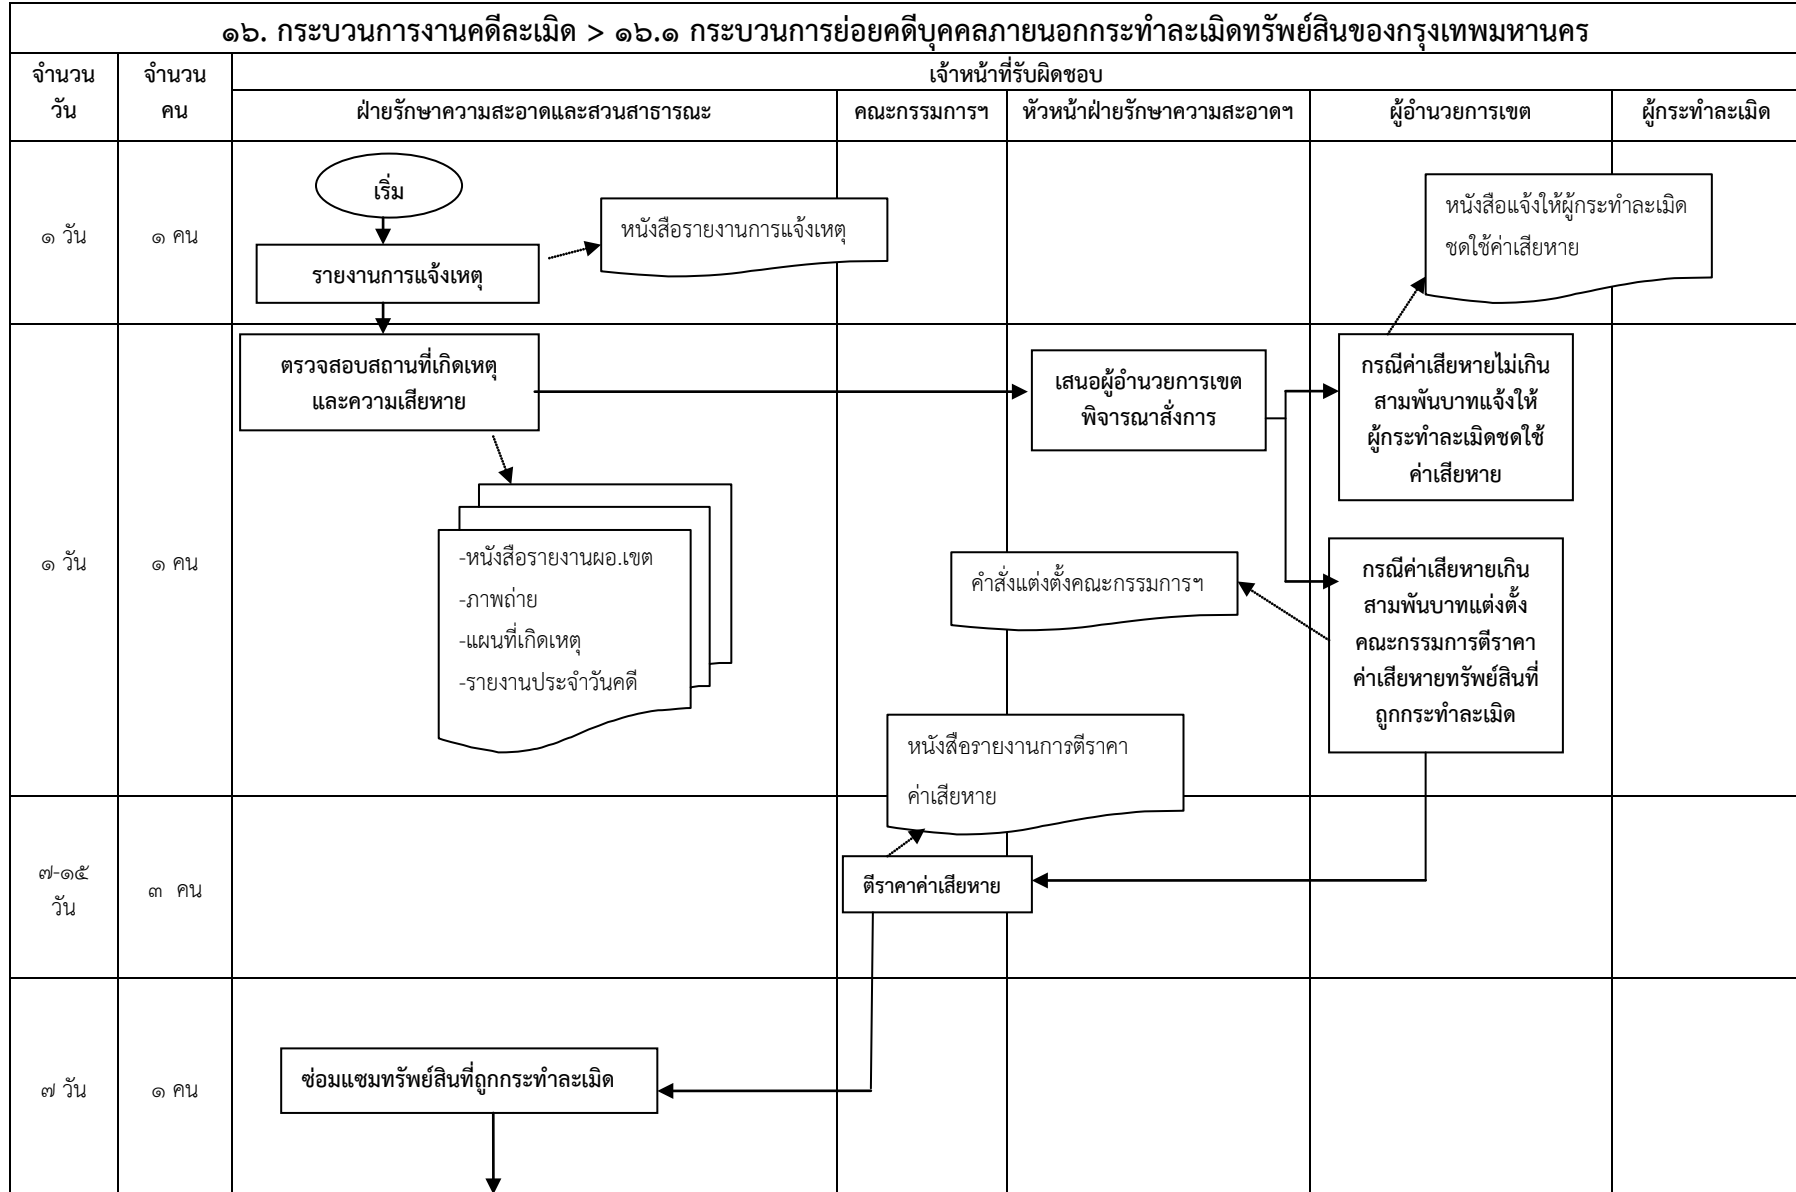 ๑๖. กระบวนการงานคดีละเมิด > ๑๖.๑ กระบวนการย่อยคดีบุคคลภายนอกกระทำละเมิดทรัพย์สินของกรุงเทพมหานคร
จำนวน
วัน
จำนวน
คน
เจ้าหน้าที่รับผิดชอบ
ฝ่ายรักษาความสะอาดและสวนสาธารณะ
คณะกรรมการฯ
หัวหน้าฝ่ายรักษาความสะอาดฯ
ผู้อำนวยการเขต
ผู้กระทำละเมิด
๑ วัน
๑ คน
เริ่ม
รายงานการแจ้งเหตุ
หนังสือรายงานการแจ้งเหตุ
หนังสือแจ้งให้ผู้กระทำละเมิด
ชดใช้ค่าเสียหาย
๑ วัน
๑ คน
ตรวจสอบสถานที่เกิดเหตุ
และความเสียหาย
เสนอผู้อำนวยการเขต
พิจารณาสั่งการ
กรณีค่าเสียหายไม่เกิน
สามพันบาทแจ้งให้
ผู้กระทำละเมิดชดใช้
ค่าเสียหาย
-หนังสือรายงานผอ.เขต
-ภาพถ่าย
-แผนที่เกิดเหตุ
-รายงานประจำวันคดี
คำสั่งแต่งตั้งคณะกรรมการฯ
กรณีค่าเสียหายเกิน
สามพันบาทแต่งตั้ง
คณะกรรมการตีราคา
ค่าเสียหายทรัพย์สินที่
ถูกกระทำละเมิด
หนังสือรายงานการตีราคา
ค่าเสียหาย
๗-๑๕
วัน
๓ คน
ตีราคาค่าเสียหาย
๗ วัน
๑ คน
ซ่อมแซมทรัพย์สินที่ถูกกระทำละเมิด